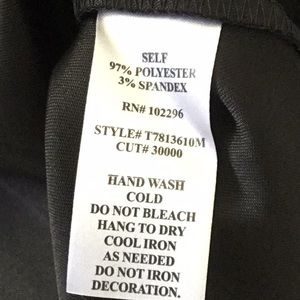 SELF
97% POLYESTER
3% SPANDEX
RN# 102296
STYLE# T7813610M
CUT# 30000
HAND WASH
COLD
DO NOT BLEACH
HANG TO DRY
COOL IRON
AS NEEDED
DO NOT IRON
DECORATION.